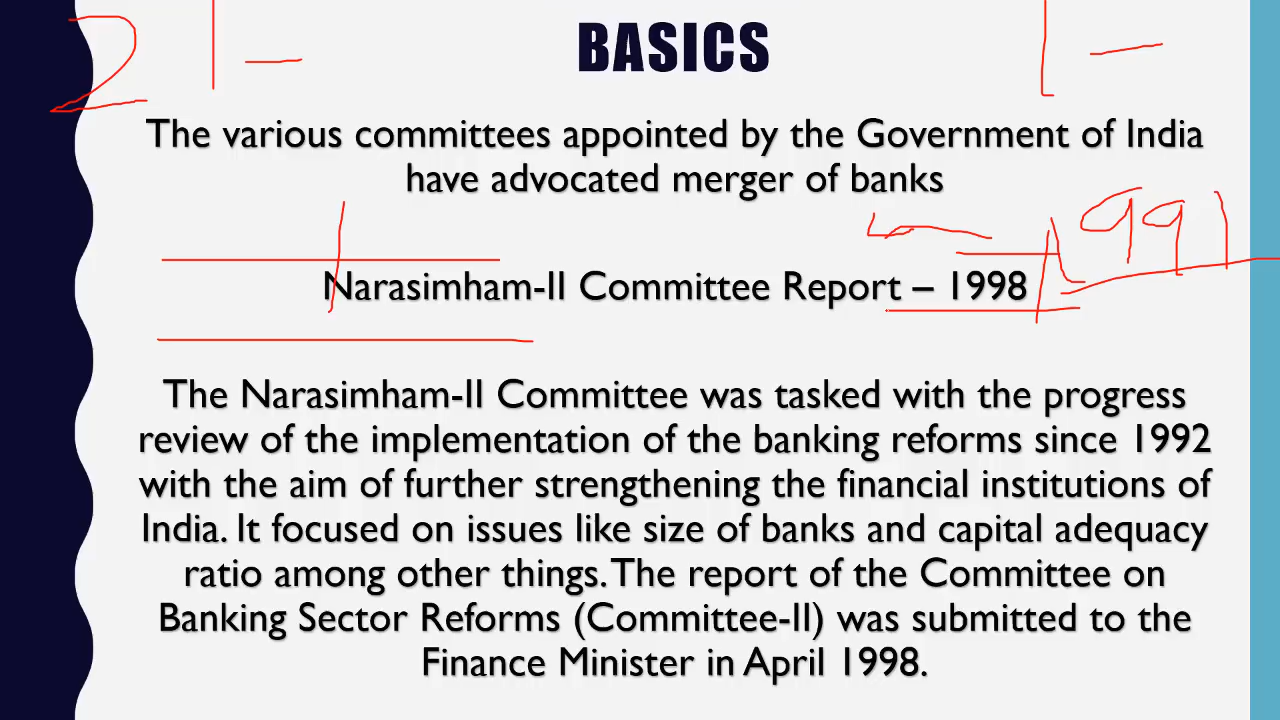 BASICS
21 -
1 -
The various committees appointed by the Government of India
have advocated merger of banks
1991
Narasimham-II Committee Report – 1998
The Narasimham-II Committee was tasked with the progress
review of the implementation of the banking reforms since 1992
with the aim of further strengthening the financial institutions of
India. It focused on issues like size of banks and capital adequacy
ratio among other things. The report of the Committee on
Banking Sector Reforms (Committee-II) was submitted to the
Finance Minister in April 1998.